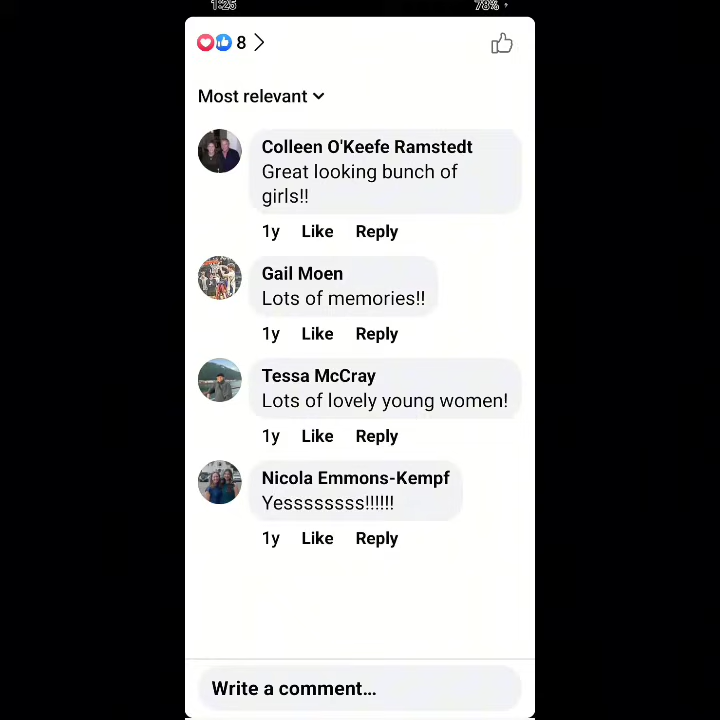 1:25 78%
8
Most relevant
Colleen O'Keefe Ramstedt
Great looking bunch of
girls!!
1y Like Reply
Gail Moen
Lots of memories!!
1y Like Reply
Tessa McCray
Lots of lovely young women!
1y Like Reply
Nicola Emmons-Kempf
Yessssssss!!!!!!
1y Like Reply
Write a comment...